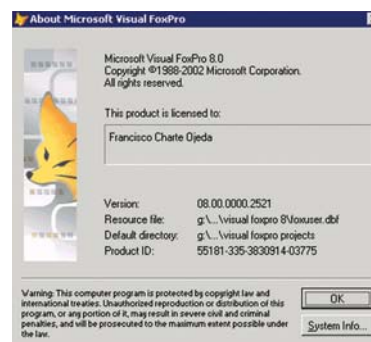 About Microsoft Visual FoxPro
Microsoft Visual FoxPro 8.0
Copyright ©1988-2002 Microsoft Corporation.
All rights reserved.
This product is licensed to:
Francisco Charte Ojeda
Version: 08.00.0000.2521
Resource file: g:\...\visual foxpro 8\foxuser.dbf
Default directory: g:\...\visual foxpro projects
Product ID: 55181-335-3830914-03775
Warning: This computer program is protected by copyright law and
international treaties. Unauthorized reproduction or distribution of this
program, or any portion of it, may result in severe civil and criminal
penalties, and will be prosecuted to the maximum extent possible under
the law.
OK
System Info...